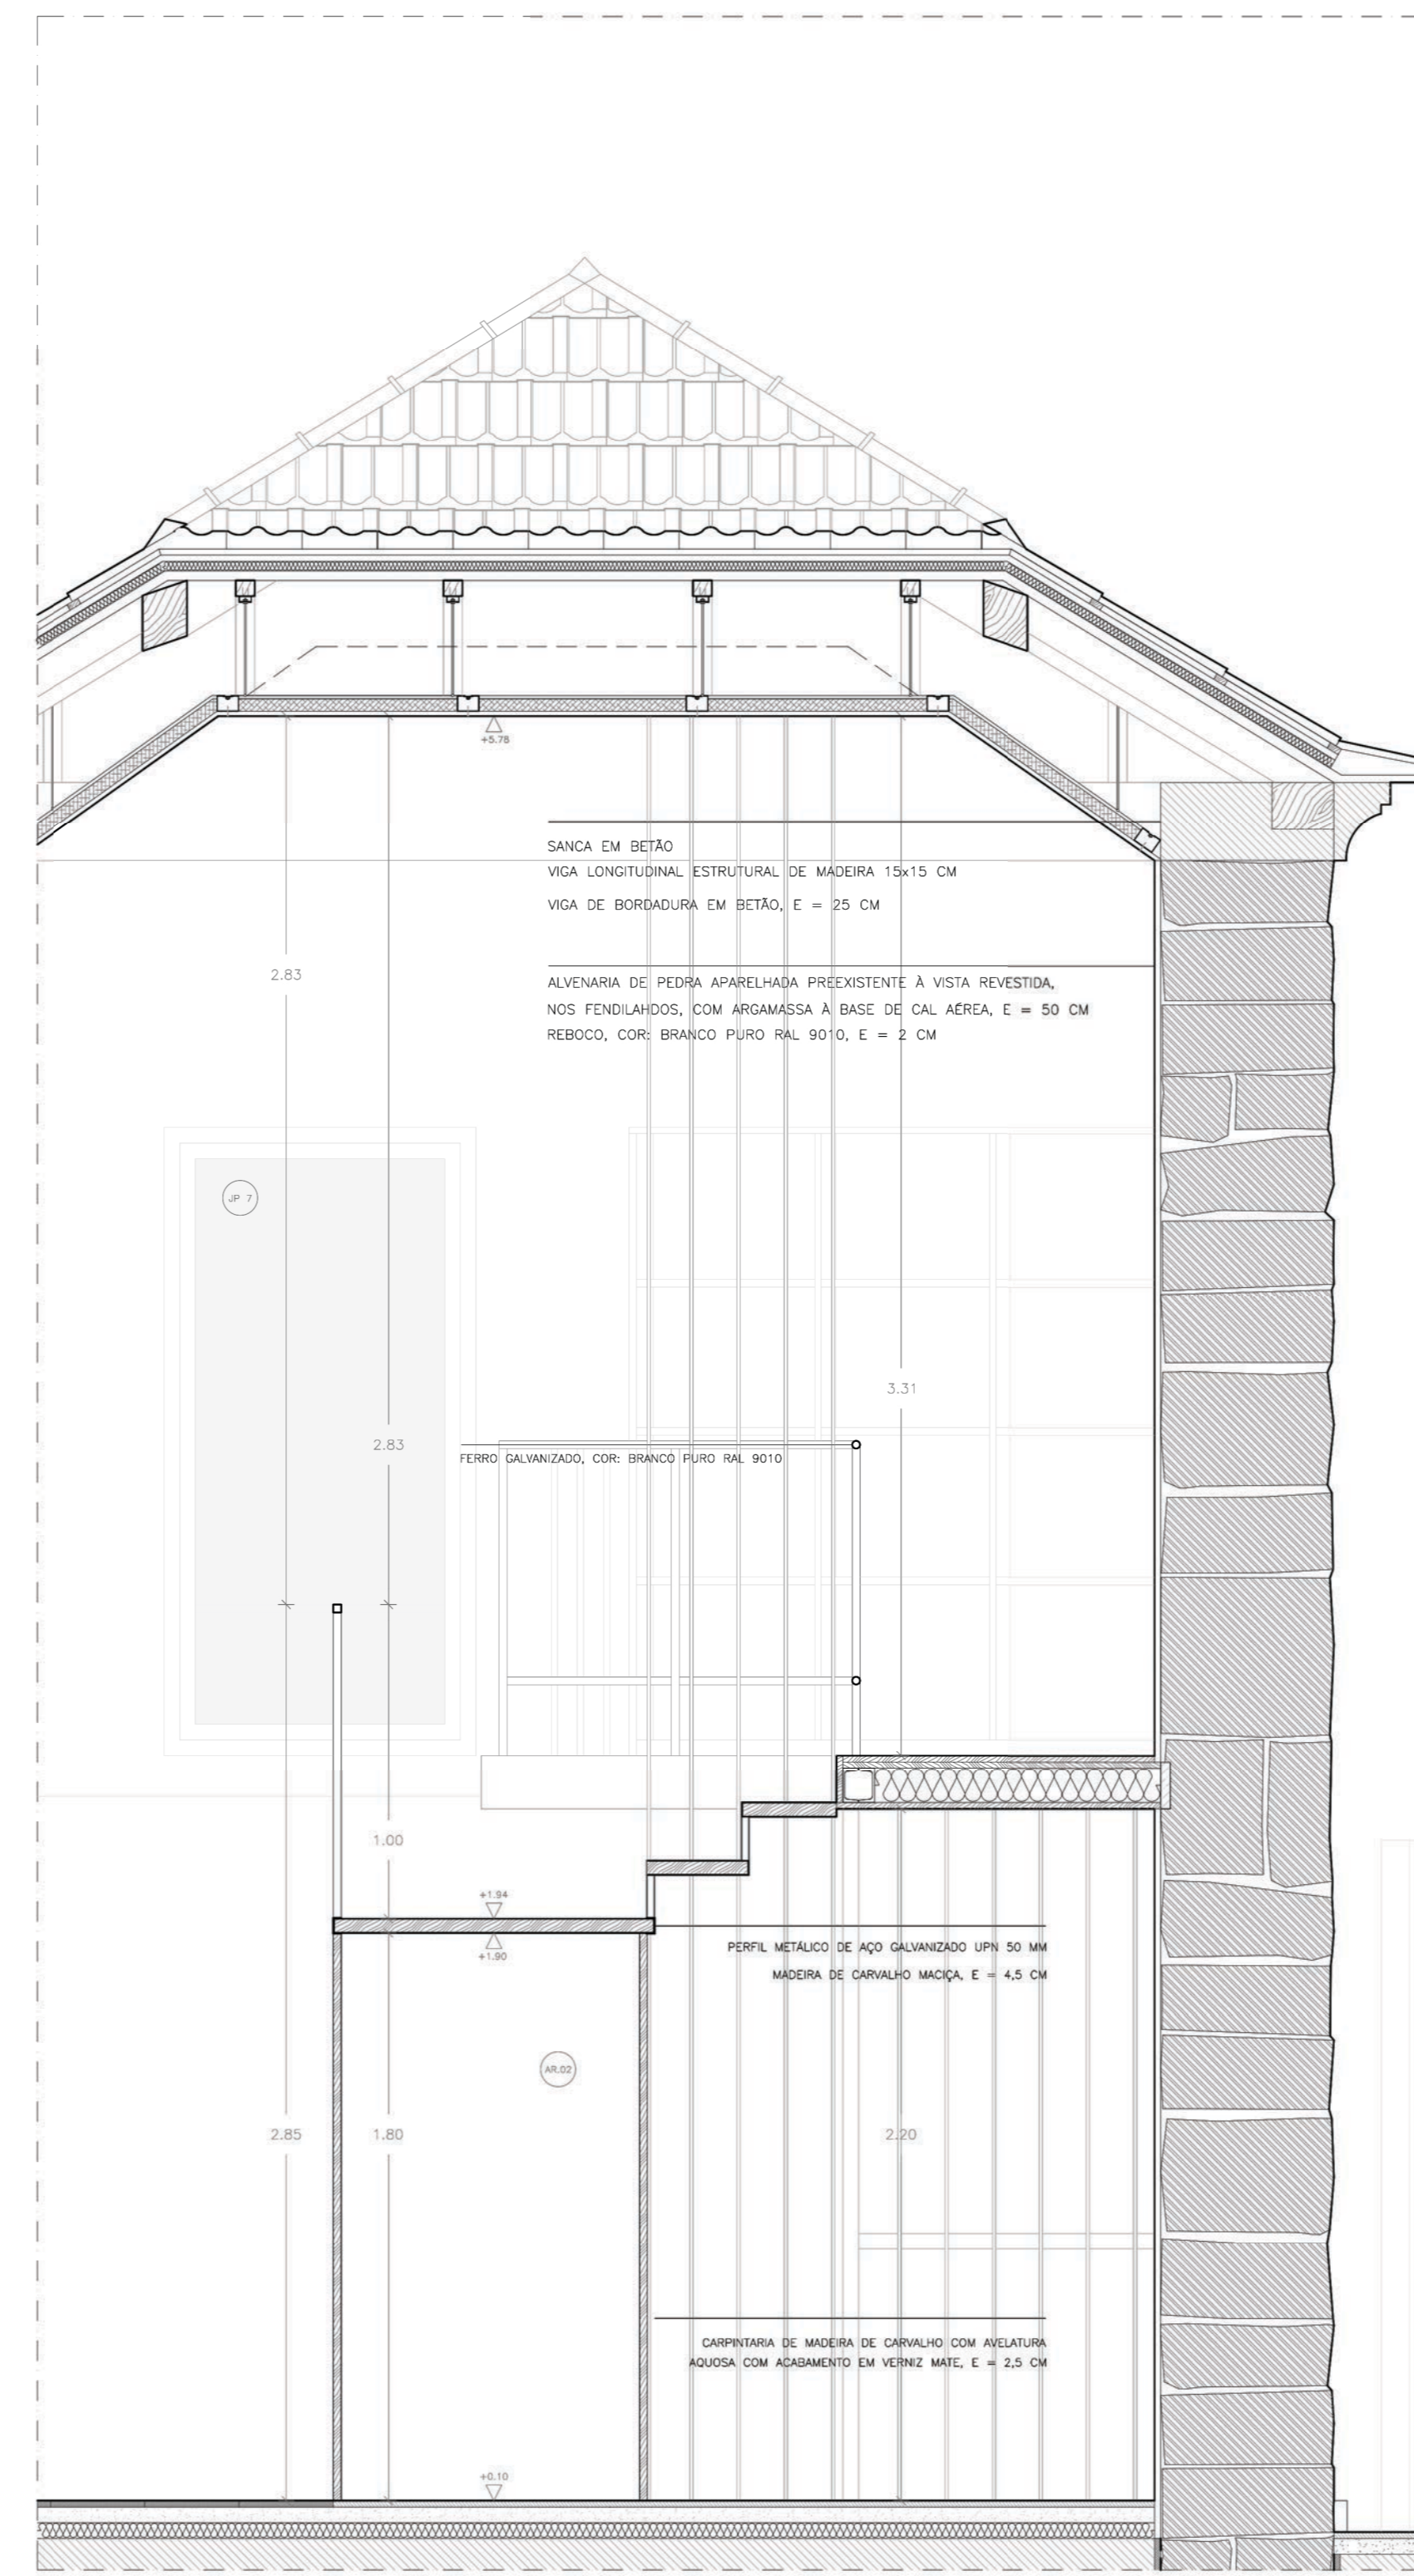 +5.78
SANCA EM BETÃO
VIGA LONGITUDINAL ESTRUTURAL DE MADEIRA 15x15 CM
VIGA DE BORDADURA EM BETÃO, E = 25 CM
2.83
ALVENARIA DE PEDRA APARELHADA PREEXISTENTE À VISTA REVESTIDA,
NOS FENDILAHDOS, COM ARGAMASSA À BASE DE CAL AÉREA, E = 50 CM
REBOCO, COR: BRANCO PURO RAL 9010, E = 2 CM
JP 7
3.31
2.83
FERRO GALVANIZADO, COR: BRANCO PURO RAL 9010
1.00
+1.94
+1.90
PERFIL METÁLICO DE AÇO GALVANIZADO UPN 50 MM
MADEIRA DE CARVALHO MACIÇA, E = 4,5 CM
AR.02
2.85
1.80
2.20
CARPINTARIA DE MADEIRA DE CARVALHO COM AVELATURA
AQUOSA COM ACABAMENTO EM VERNIZ MATE, E = 2,5 CM
+0.10